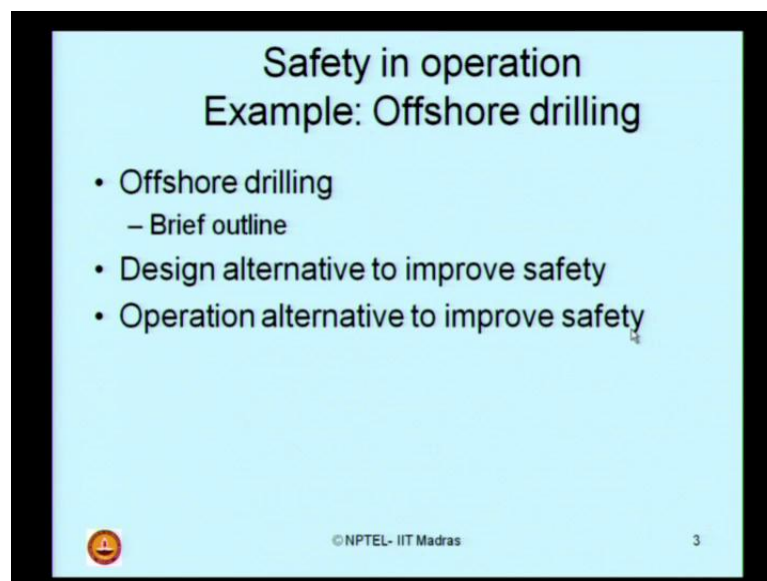 Safety in operation
Example: Offshore drilling
• Offshore drilling
– Brief outline
• Design alternative to improve safety
• Operation alternative to improve safety
© NPTEL- IIT Madras
3